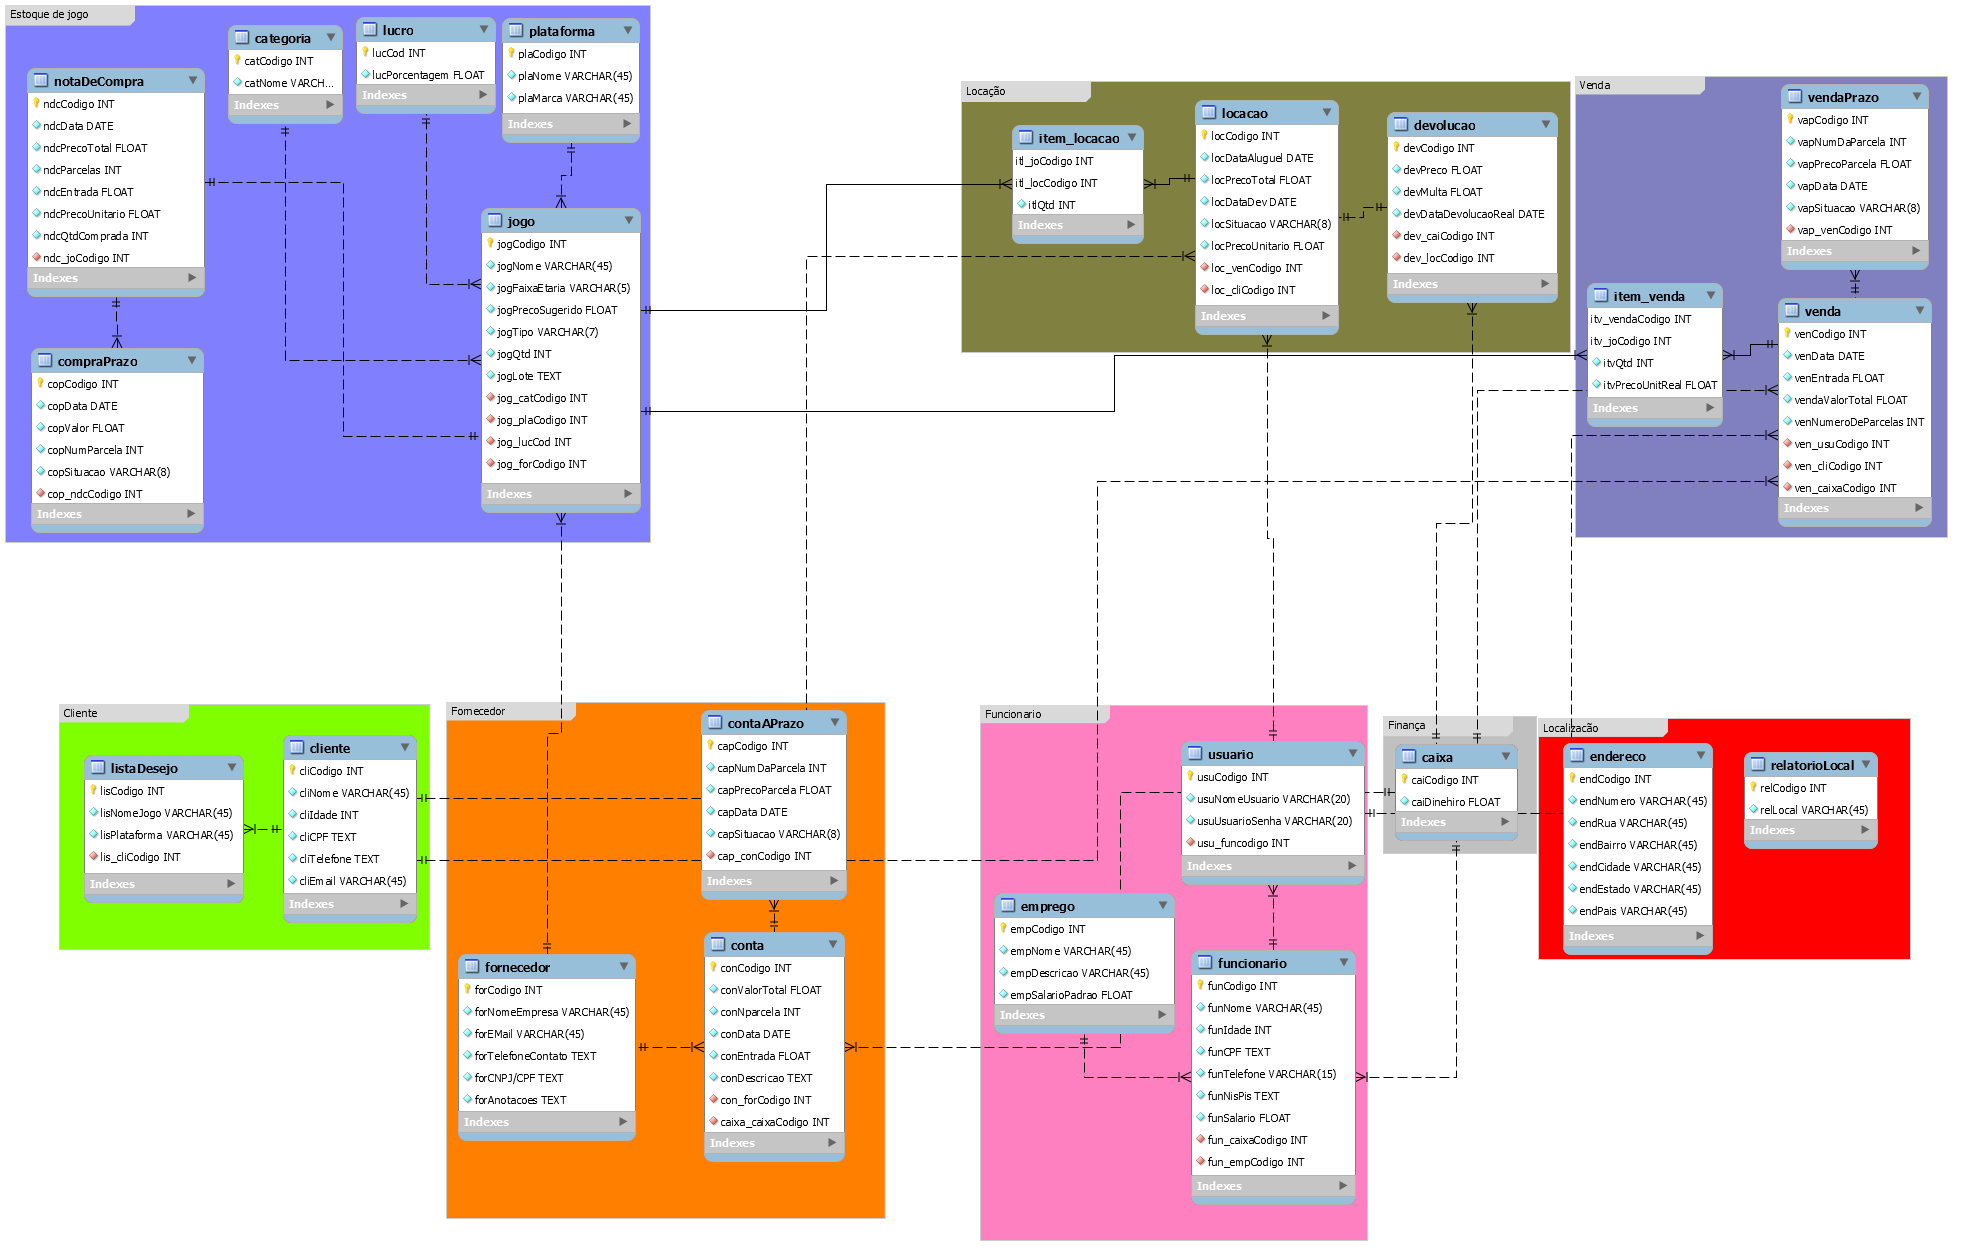 Estoque de jogo
categoria
catCodigo INT
catNome VARCH...
Indexes
lucro
lucCod INT
lucPorcentagem FLOAT
Indexes
plataforma
plaCodigo INT
plaNome VARCHAR(45)
plaMarca VARCHAR(45)
Indexes
notaDeCompra
ndcCodigo INT
ndcData DATE
ndcPrecoTotal FLOAT
ndcParcelas INT
ndcEntrada FLOAT
ndcPrecoUnitario FLOAT
ndcQtdComprada INT
ndc_joCodigo INT
Indexes
jogo
jogCodigo INT
jogNome VARCHAR(45)
jogFaixaEtaria VARCHAR(5)
jogPrecoSugerido FLOAT
jogTipo VARCHAR(7)
jogQtd INT
jogLote TEXT
jog_catCodigo INT
jog_plaCodigo INT
jog_lucCod INT
jog_forCodigo INT
Indexes
compraPrazo
copCodigo INT
copData DATE
copValor FLOAT
copNumParcela INT
copSituacao VARCHAR(8)
cop_ndcCodigo INT
Indexes
Locação
item_locacao
itl_joCodigo INT
itl_locCodigo INT
itlQtd INT
Indexes
locacao
locCodigo INT
locDataAluguel DATE
locPrecoTotal FLOAT
locDataDev DATE
locSituacao VARCHAR(8)
locPrecoUnitario FLOAT
loc_venCodigo INT
loc_cliCodigo INT
Indexes
devolucao
devCodigo INT
devPreco FLOAT
devMulta FLOAT
devDataDevolucaoReal DATE
dev_caiCodigo INT
dev_locCodigo INT
Indexes
Venda
vendaPrazo
vapCodigo INT
vapNumDaParcela INT
vapPrecoParcela FLOAT
vapData DATE
vapSituacao VARCHAR(8)
vap_venCodigo INT
Indexes
item_venda
itv_vendaCodigo INT
itv_joCodigo INT
itvQtd INT
itvPrecoUnitReal FLOAT
Indexes
venda
venCodigo INT
venData DATE
venEntrada FLOAT
vendaValorTotal FLOAT
venNumeroDeParcelas INT
ven_usuCodigo INT
ven_cliCodigo INT
ven_caixaCodigo INT
Indexes
Cliente
listaDesejo
lisCodigo INT
lisNomeJogo VARCHAR(45)
lisPlataforma VARCHAR(45)
lis_cliCodigo INT
Indexes
cliente
cliCodigo INT
cliNome VARCHAR(45)
cliIdade INT
cliCPF TEXT
cliTelefone TEXT
cliEmail VARCHAR(45)
Indexes
Fornecedor
contaAPrazo
capCodigo INT
capNumDaParcela INT
capPrecoParcela FLOAT
capData DATE
capSituacao VARCHAR(8)
cap_conCodigo INT
Indexes
fornecedor
forCodigo INT
forNomeEmpresa VARCHAR(45)
forEMail VARCHAR(45)
forTelefoneContato TEXT
forCNPJ/CPF TEXT
forAnotacoes TEXT
Indexes
conta
conCodigo INT
conValorTotal FLOAT
conNparcela INT
conData DATE
conEntrada FLOAT
conDescricao TEXT
con_forCodigo INT
caixa_caixaCodigo INT
Indexes
Funcionario
usuario
usuCodigo INT
usuNomeUsuario VARCHAR(20)
usuUsuarioSenha VARCHAR(20)
usu_funcodigo INT
Indexes
emprego
empCodigo INT
empNome VARCHAR(45)
empDescricao VARCHAR(45)
empSalarioPadrao FLOAT
Indexes
funcionario
funCodigo INT
funNome VARCHAR(45)
funIdade INT
funCPF TEXT
funTelefone VARCHAR(15)
funNisPis TEXT
funSalario FLOAT
fun_caixaCodigo INT
fun_empCodigo INT
Indexes
Finança
caixa
caiCodigo INT
caiDinehiro FLOAT
Indexes
Localização
endereco
endCodigo INT
endNumero VARCHAR(45)
endRua VARCHAR(45)
endBairro VARCHAR(45)
endCidade VARCHAR(45)
endEstado VARCHAR(45)
endPais VARCHAR(45)
Indexes
relatorioLocal
relCodigo INT
relLocal VARCHAR(45)
Indexes